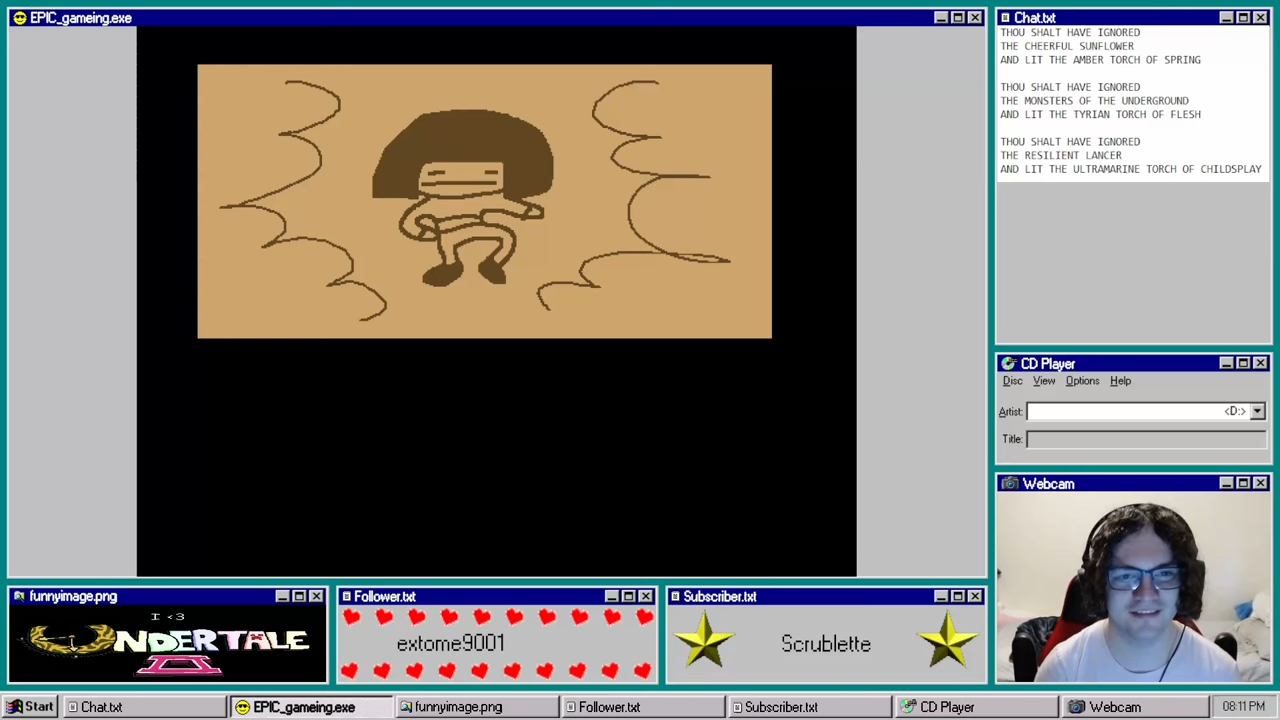 EPIC_gameing.exe
Chat.txt
THOU SHALT HAVE IGNORED
THE CHEERFUL SUNFLOWER
AND LIT THE AMBER TORCH OF SPRING
THOU SHALT HAVE IGNORED
THE MONSTERS OF THE UNDERGROUND
AND LIT THE TYRIAN TORCH OF FLESH
THOU SHALT HAVE IGNORED
THE RESILIENT LANCER
AND LIT THE ULTRAMARINE TORCH OF CHILDSPLAY
CD Player
Disc View Options Help
Artist: <D:>
Title:
Webcam
funnyimage.png
I <3
UNDERTALE
II
Follower.txt
extome9001
Subscriber.txt
Scrublette
Start Chat.txt EPIC_gameing.exe funnyimage.png Follower.txt Subscriber.txt CD Player Webcam 08:11 PM